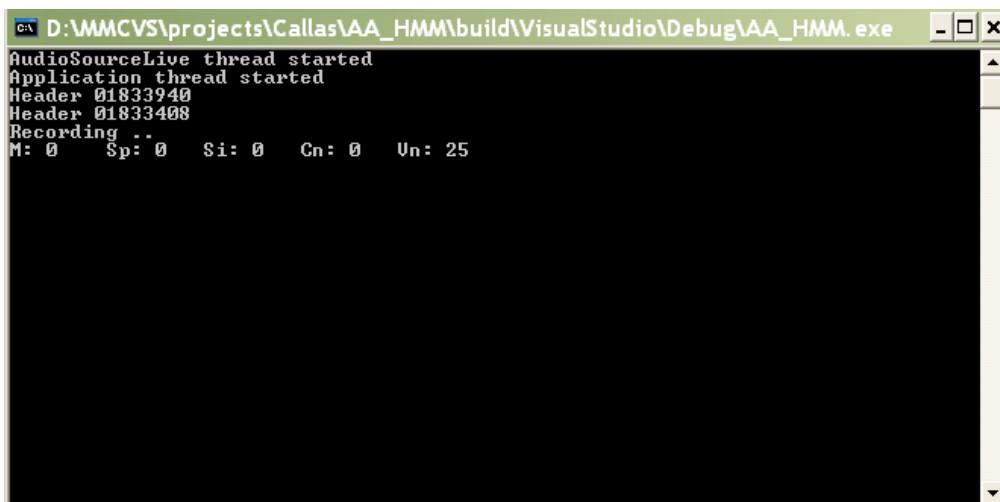 D:\MMCVS\projects\Callas\AA_HMM\build\VisualStudio\Debug\AA_HMM.exe
AudioSourceLive thread started
Application thread started
Header 01833940
Header 01833408
Recording ..
M: 0 Sp: 0 Si: 0 Cn: 0 Vn: 25